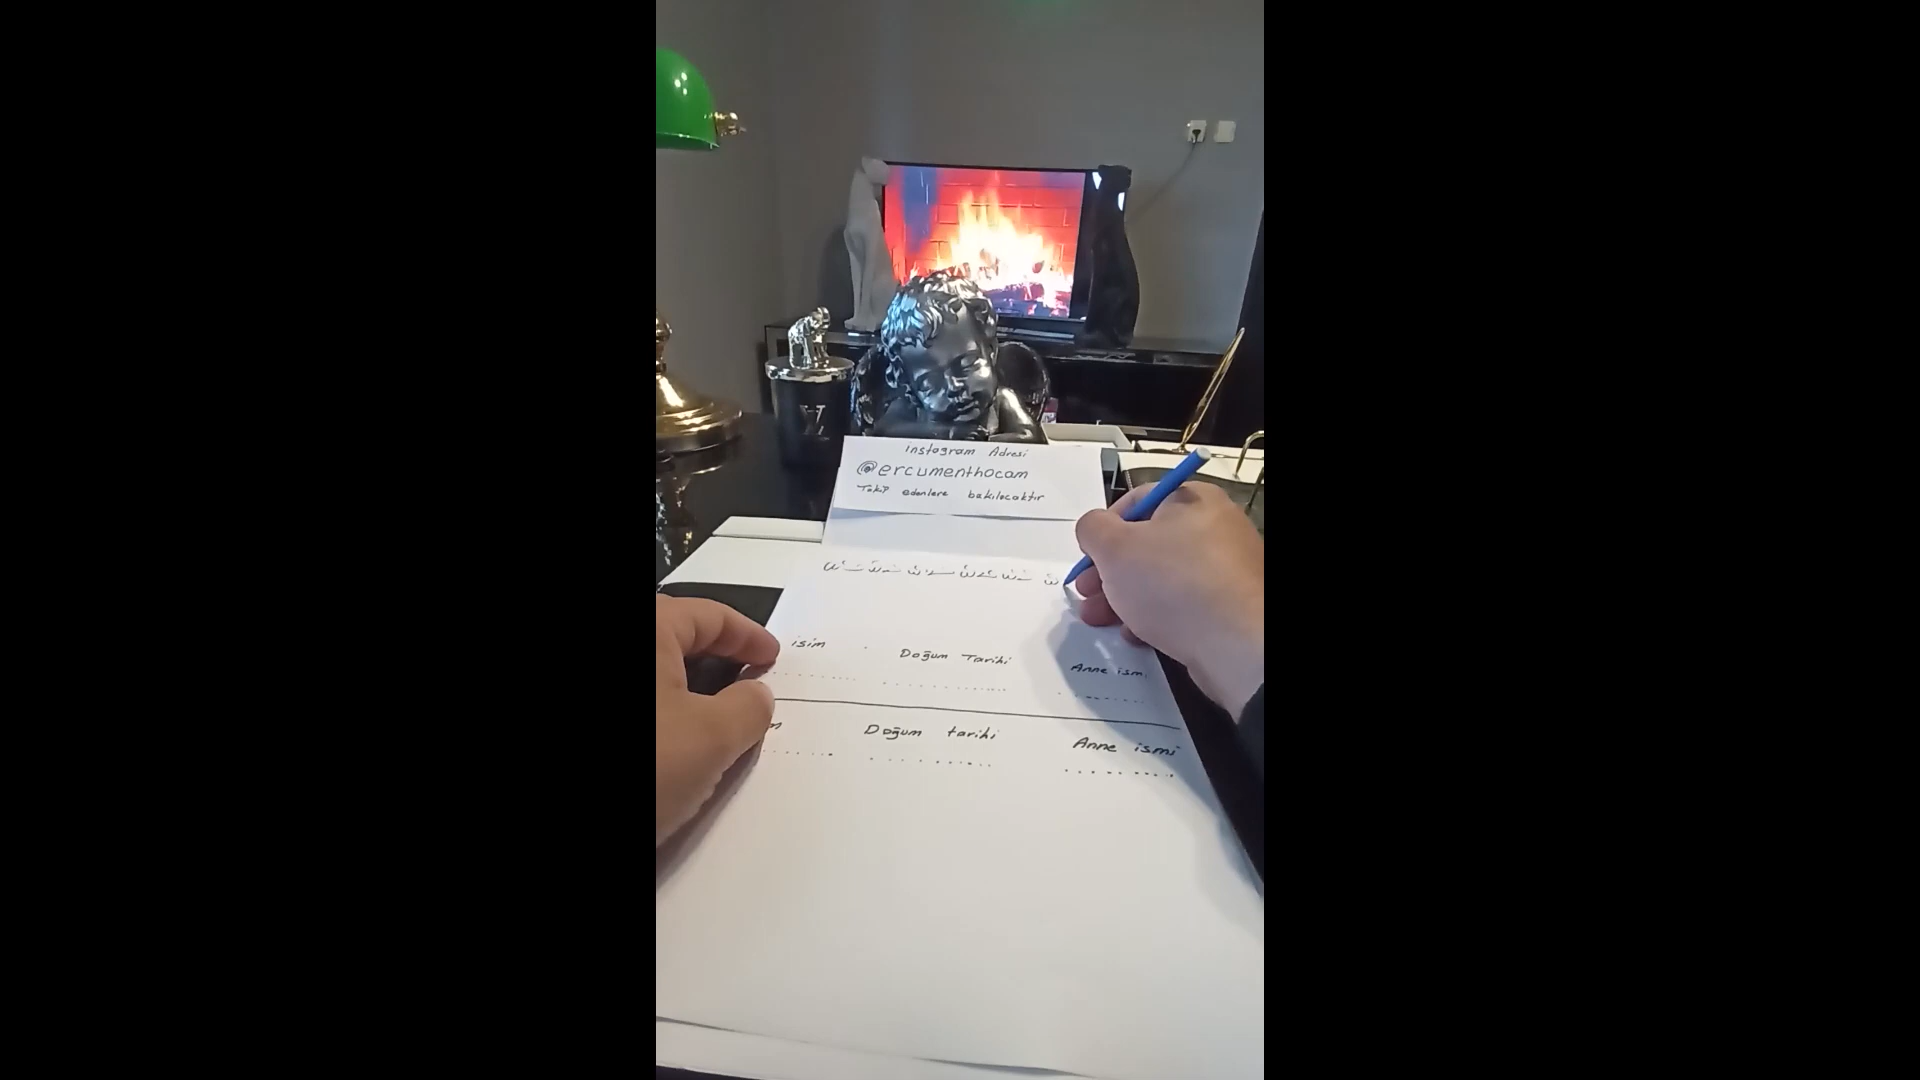 instagram Adresi
@ercumenthocam
Takip edenlere bakılacaktır
isim Doğum Tarihi Anne ismi
Doğum tarihi Anne ismi